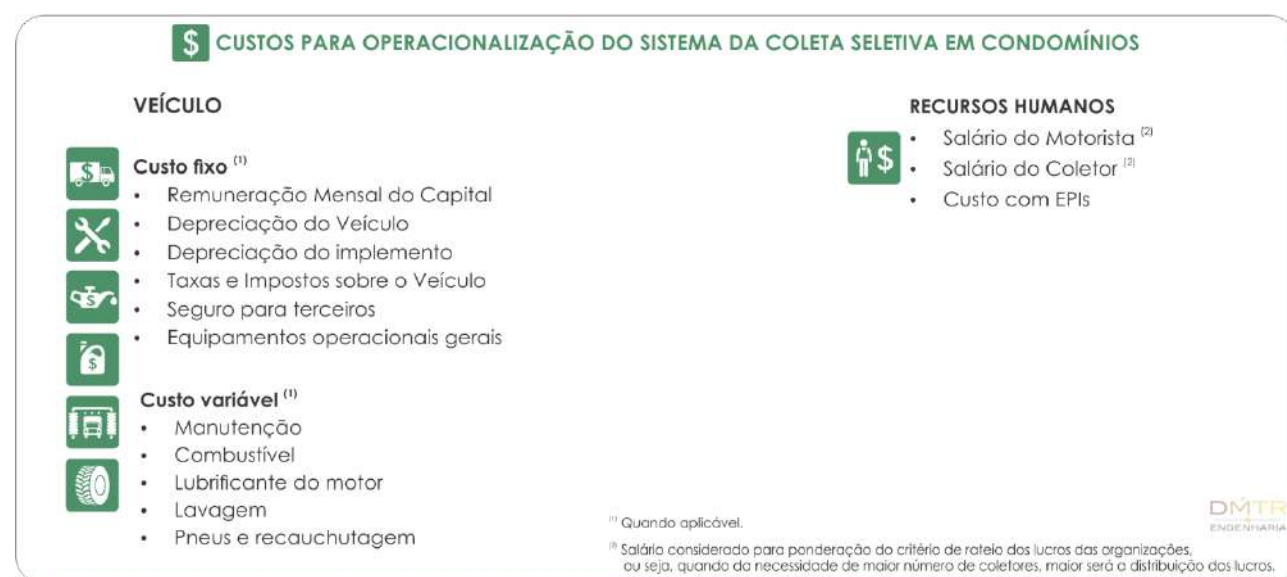 $ CUSTOS PARA OPERACIONALIZAÇÃO DO SISTEMA DA COLETA SELETIVA EM CONDOMÍNIOS
VEÍCULO
Custo fixo (1)
• Remuneração Mensal do Capital
• Depreciação do Veículo
• Depreciação do implemento
• Taxas e Impostos sobre o Veículo
• Seguro para terceiros
• Equipamentos operacionais gerais
Custo variável (1)
• Manutenção
• Combustível
• Lubrificante do motor
• Lavagem
• Pneus e recauchutagem
RECURSOS HUMANOS
• Salário do Motorista (2)
• Salário do Coletor (2)
• Custo com EPIs
(1) Quando aplicável.
(2) Salário considerado para ponderação do critério de rateio dos lucros das organizações,
ou seja, quando da necessidade de maior número de coletores, maior será a distribuição dos lucros.
DMTR
ENGENHARIA